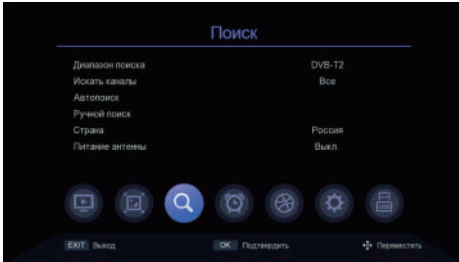 Поиск
Диапазон поиска DVB-T2
Искать каналы Все
Автопоиск
Ручной поиск
Страна Россия
Питание антенны Выкл.
EXIT Выход OK Подтвердить Переместить